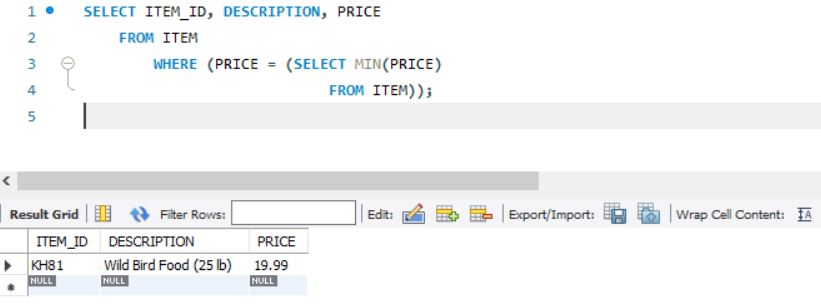 1 SELECT ITEM_ID, DESCRIPTION, PRICE
2 FROM ITEM
3 WHERE (PRICE = (SELECT MIN(PRICE)
4 FROM ITEM));
5
Result Grid Filter Rows: Edit: Export/Import: Wrap Cell Content: IA
ITEM_ID DESCRIPTION PRICE
KH81 Wild Bird Food (25 lb) 19.99
NULL NULL NULL